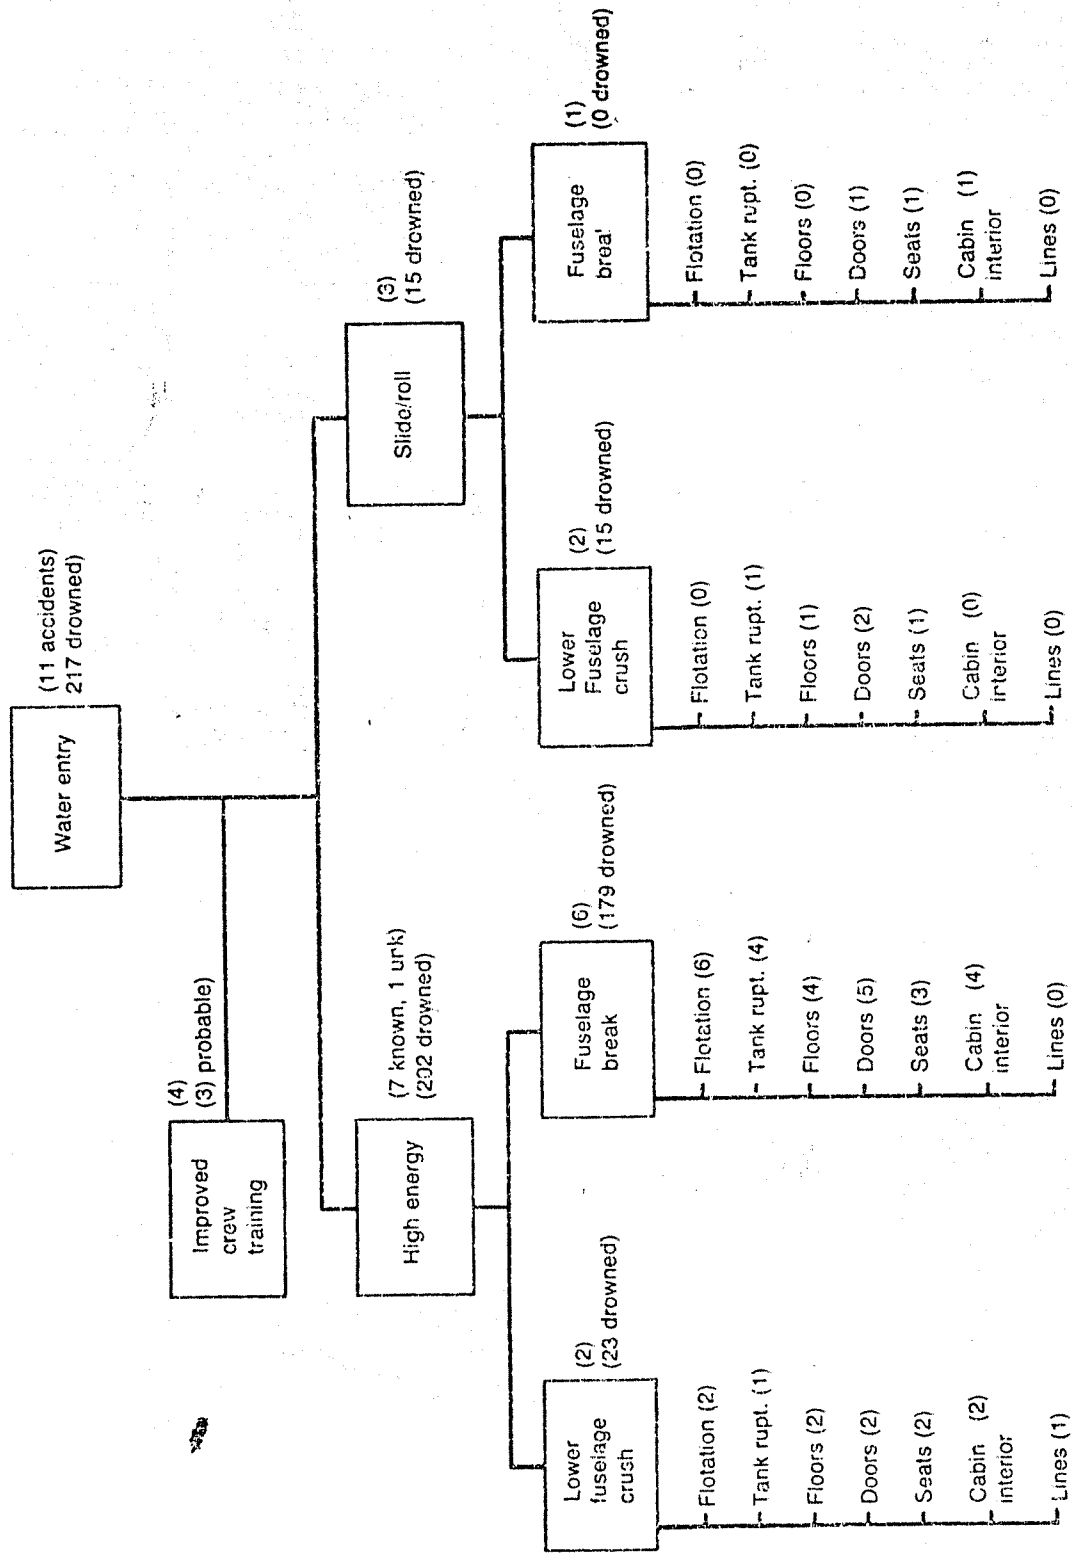 Water entry
(11 accidents)
217 drowned)
Improved
crew
training
(4)
(3) probable)
High energy
(7 known, 1 unk)
(202 drowned)
Slide/roll
(3)
(15 drowned)
Lower
fuselage
crush
(2)
(23 drowned)
Flotation (2)
Tank rupt. (1)
Floors (2)
Doors (2)
Seats (2)
Cabin (2)
interior
Lines (1)
Fuselage
break
(6)
(179 drowned)
Flotation (6)
Tank rupt. (4)
Floors (4)
Doors (5)
Seats (3)
Cabin (4)
interior
Lines (0)
Lower
Fuselage
crush
(2)
(15 drowned)
Flotation (0)
Tank rupt. (1)
Floors (1)
Doors (2)
Seats (1)
Cabin (0)
interior
Lines (0)
Fuselage
brea'
(1)
(0 drowned)
Flotation (0)
Tank rupt. (0)
Floors (0)
Doors (1)
Seats (1)
Cabin (1)
interior
Lines (0)